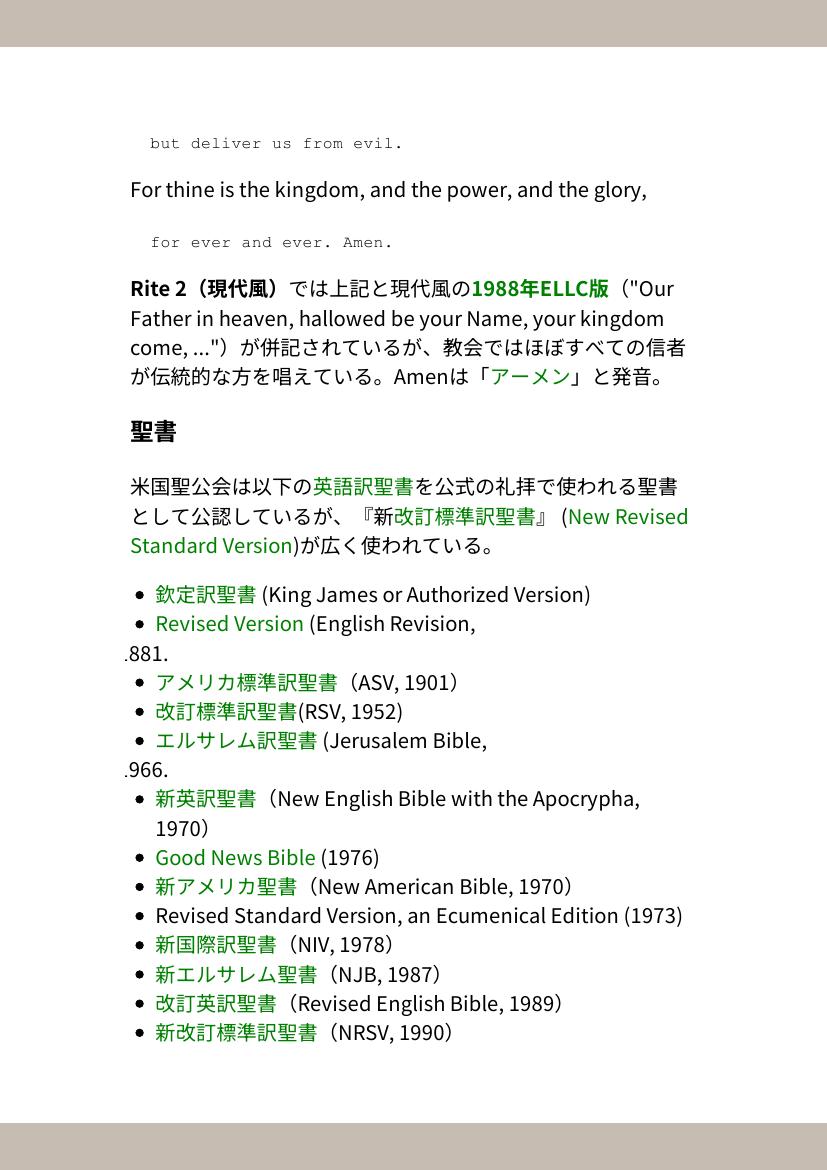 but deliver us from evil.
For thine is the kingdom, and the power, and the glory,
for ever and ever. Amen.
Rite 2（現代風）では上記と現代風の1988年ELLC版（"Our
Father in heaven, hallowed be your Name, your kingdom
come, ..."）が併記されているが、教会ではほぼすべての信者
が伝統的な方を唱えている。Amenは「アーメン」と発音。
聖書
米国聖公会は以下の英語訳聖書を公式の礼拝で使われる聖書
として公認しているが、『新改訂標準訳聖書』 (New Revised
Standard Version)が広く使われている。
• 欽定訳聖書 (King James or Authorized Version)
• Revised Version (English Revision,
.881.
• アメリカ標準訳聖書（ASV, 1901）
• 改訂標準訳聖書(RSV, 1952)
• エルサレム訳聖書 (Jerusalem Bible,
.966.
• 新英訳聖書（New English Bible with the Apocrypha,
1970）
• Good News Bible (1976)
• 新アメリカ聖書（New American Bible, 1970）
• Revised Standard Version, an Ecumenical Edition (1973)
• 新国際訳聖書（NIV, 1978）
• 新エルサレム聖書（NJB, 1987）
• 改訂英訳聖書（Revised English Bible, 1989）
• 新改訂標準訳聖書（NRSV, 1990）